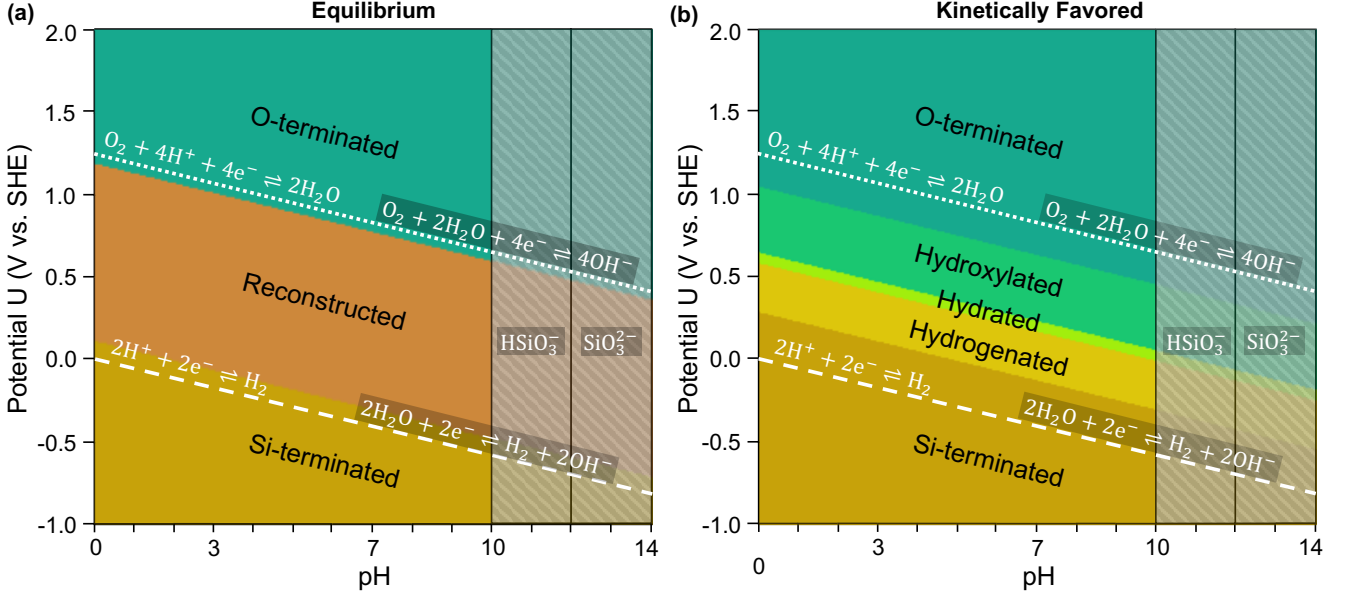 (a)
Equilibrium
Potential U (V vs. SHE)
2.0
1.5
1.0
0.5
0.0
-0.5
-1.0
O-terminated
O₂ + 4H⁺ + 4e⁻ ⇌ 2H₂O
O₂ + 2H₂O + 4e⁻ ⇌ 4OH⁻
Reconstructed
HSiO₃⁻
SiO₃²⁻
2H⁺ + 2e⁻ ⇌ H₂
2H₂O + 2e⁻ ⇌ H₂ + 2OH⁻
Si-terminated
0
3
7
10
14
pH
(b)
Kinetically Favored
Potential U (V vs. SHE)
2.0
1.5
1.0
0.5
0.0
-0.5
-1.0
O-terminated
O₂ + 4H⁺ + 4e⁻ ⇌ 2H₂O
O₂ + 2H₂O + 4e⁻ ⇌ 4OH⁻
Hydroxylated
Hydrated
Hydrogenated
HSiO₃⁻
SiO₃²⁻
2H⁺ + 2e⁻ ⇌ H₂
2H₂O + 2e⁻ ⇌ H₂ + 2OH⁻
Si-terminated
0
3
7
10
14
pH